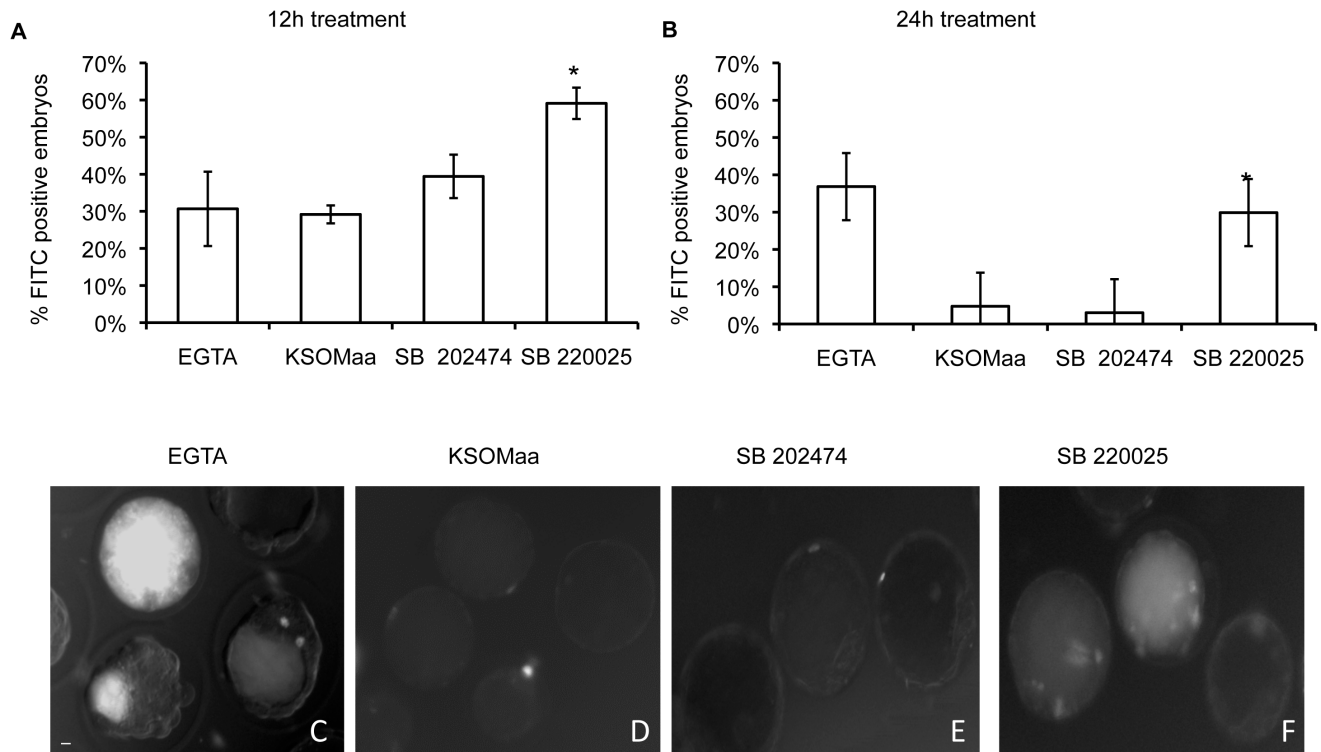 A
12h treatment
% FITC positive embryos
70%
60%
50%
40%
30%
20%
10%
0%
*
EGTA
KSOMaa
SB 202474
SB 220025
B
24h treatment
% FITC positive embryos
70%
60%
50%
40%
30%
20%
10%
0%
*
EGTA
KSOMaa
SB 202474
SB 220025
EGTA
KSOMaa
SB 202474
SB 220025
C
D
E
F